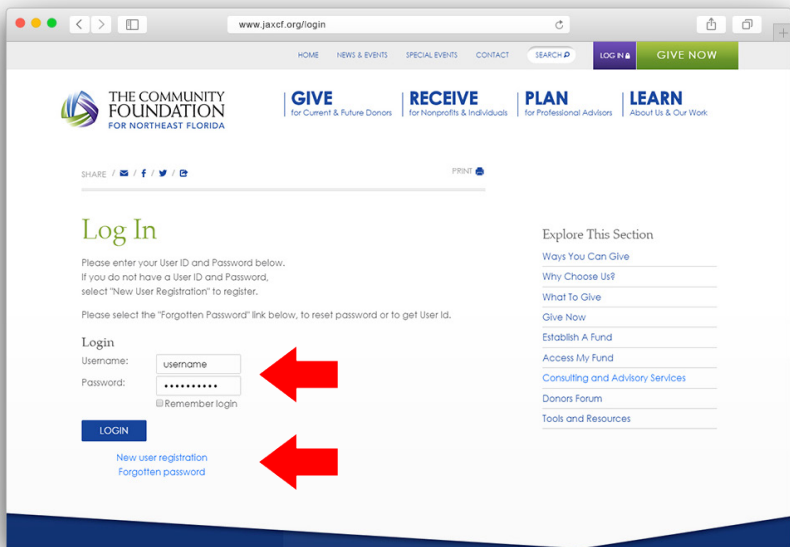 www.jaxcf.org/login
HOME NEWS & EVENTS SPECIAL EVENTS CONTACT SEARCH LOG IN GIVE NOW
THE COMMUNITY
FOUNDATION
FOR NORTHEAST FLORIDA
GIVE
for Current & Future Donors
RECEIVE
for Nonprofits & Individuals
PLAN
for Professional Advisors
LEARN
About Us & Our Work
SHARE / / / /
PRINT
Log In
Please enter your User ID and Password below.
If you do not have a User ID and Password,
select "New User Registration" to register.
Please select the "Forgotten Password" link below, to reset password or to get User Id.
Login
Username: username
Password: ••••••••••
Remember login
LOGIN
New user registration
Forgotten password
Explore This Section
Ways You Can Give
Why Choose Us?
What To Give
Give Now
Establish A Fund
Access My Fund
Consulting and Advisory Services
Donors Forum
Tools and Resources